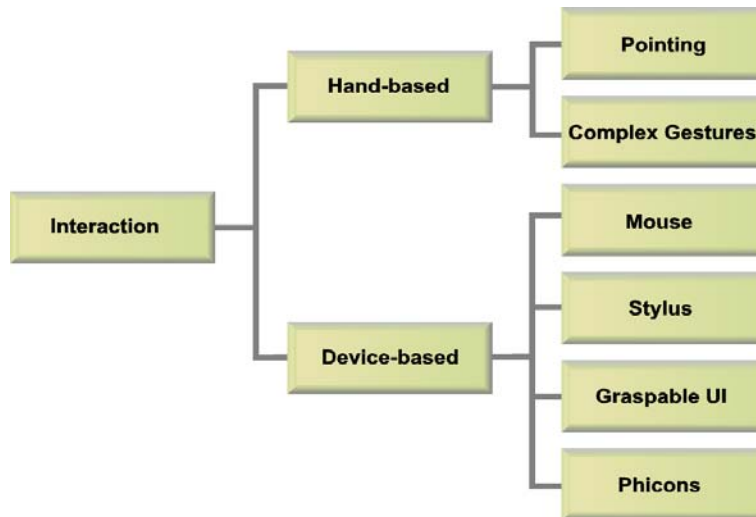 Interaction
Hand-based
Pointing
Complex Gestures
Device-based
Mouse
Stylus
Graspable UI
Phicons